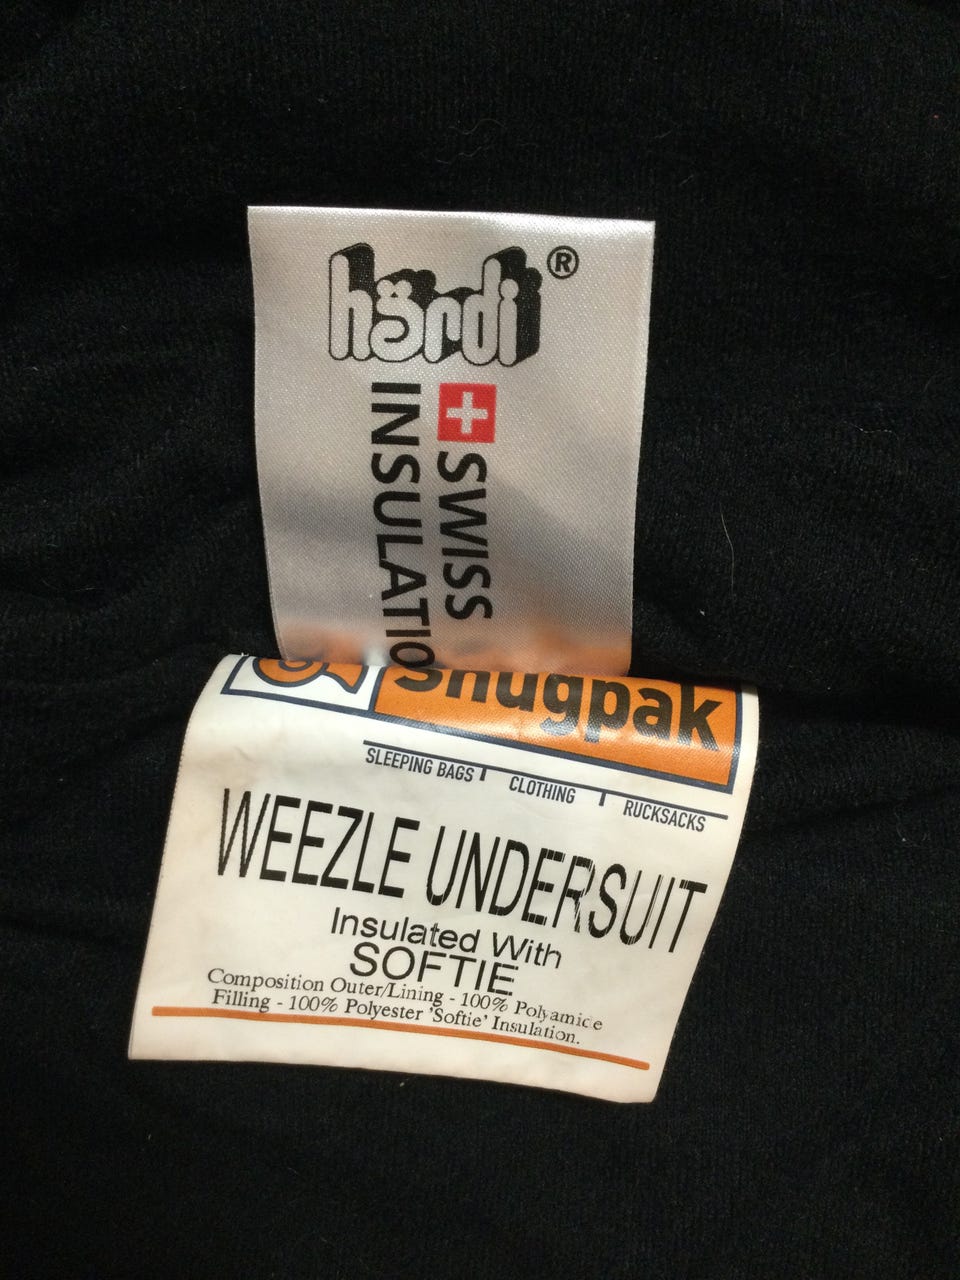 hördi ®
SWISS
INSULATIO
snugpak
SLEEPING BAGS CLOTHING RUCKSACKS
WEEZLE UNDERSUIT
Insulated With
SOFTIE
Composition Outer/Lining - 100% Polyamide
Filling - 100% Polyester 'Softie' Insulation.